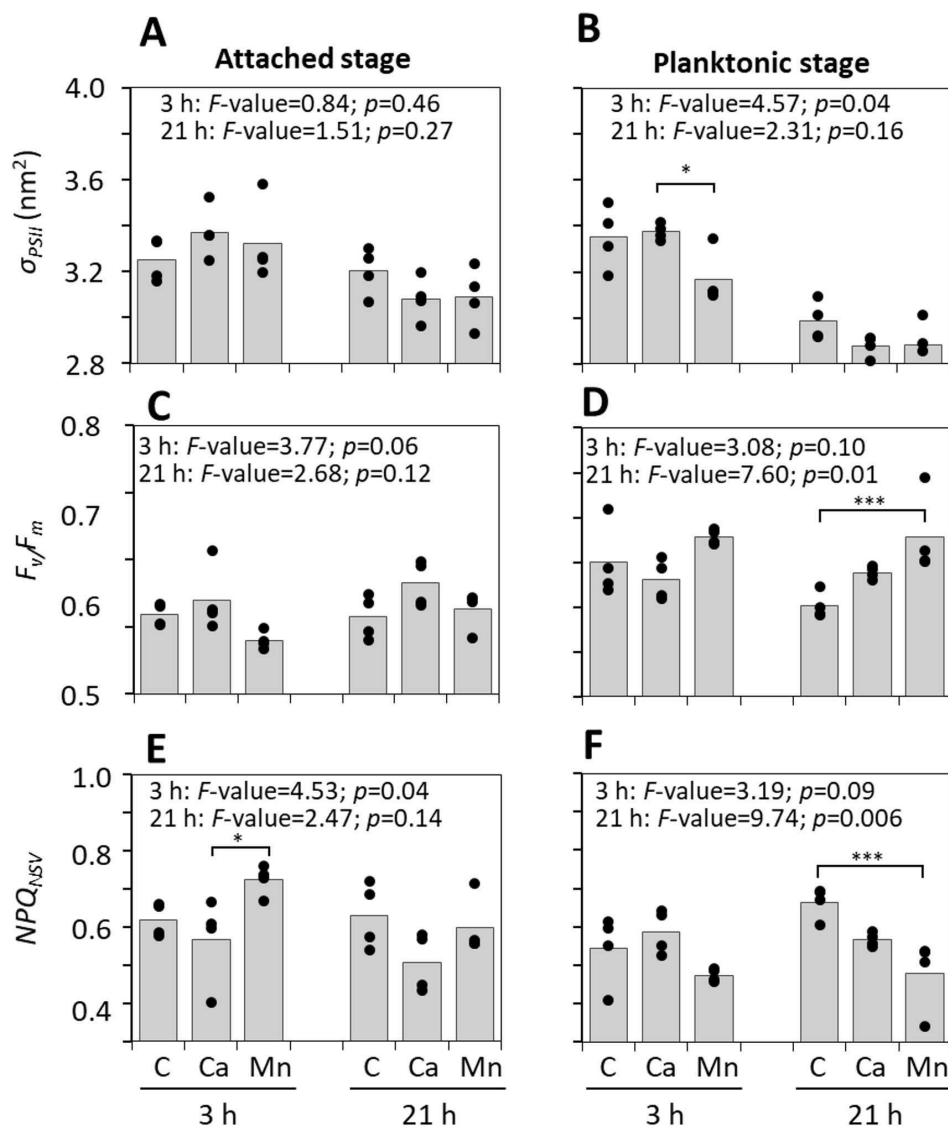 A
Attached stage
B
Planktonic stage
σPSII (nm²)
4.0
3.6
3.2
2.8
3 h: F-value=0.84; p=0.46
21 h: F-value=1.51; p=0.27
3 h: F-value=4.57; p=0.04
21 h: F-value=2.31; p=0.16
*
C
D
Fv/Fm
0.8
0.7
0.6
0.5
3 h: F-value=3.77; p=0.06
21 h: F-value=2.68; p=0.12
3 h: F-value=3.08; p=0.10
21 h: F-value=7.60; p=0.01
***
E
F
NPQNSV
1.0
0.8
0.6
0.4
3 h: F-value=4.53; p=0.04
21 h: F-value=2.47; p=0.14
*
3 h: F-value=3.19; p=0.09
21 h: F-value=9.74; p=0.006
***
C Ca Mn C Ca Mn C Ca Mn C Ca Mn
3 h 21 h 3 h 21 h